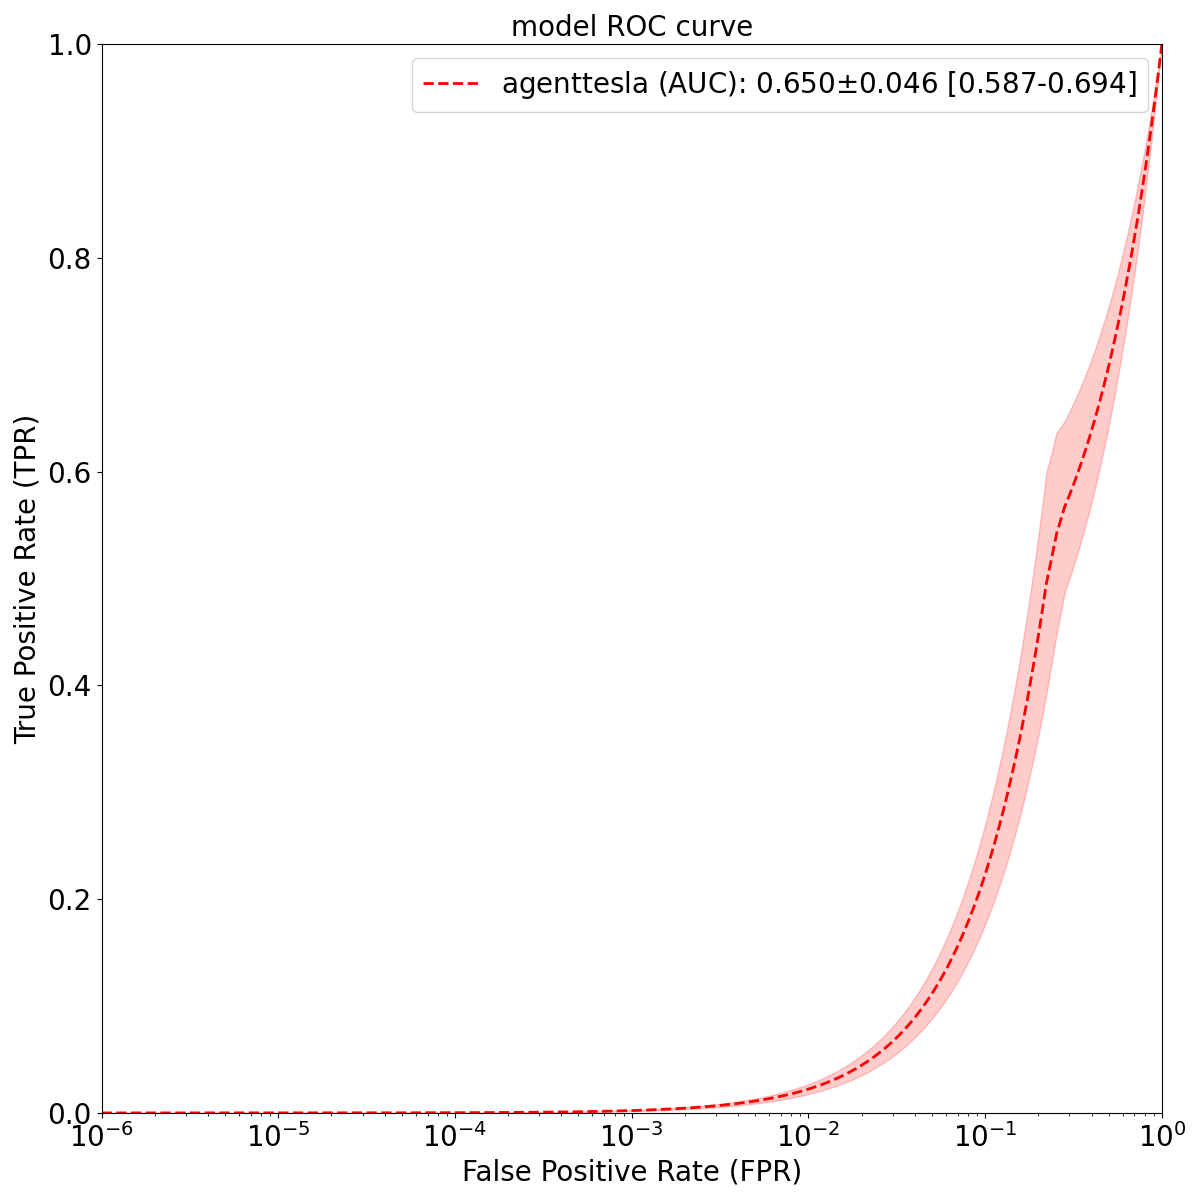 model ROC curve
agenttesla (AUC): 0.650±0.046 [0.587-0.694]
True Positive Rate (TPR)
1.0
0.8
0.6
0.4
0.2
0.0
10⁻⁶ 10⁻⁵ 10⁻⁴ 10⁻³ 10⁻² 10⁻¹ 10⁰
False Positive Rate (FPR)